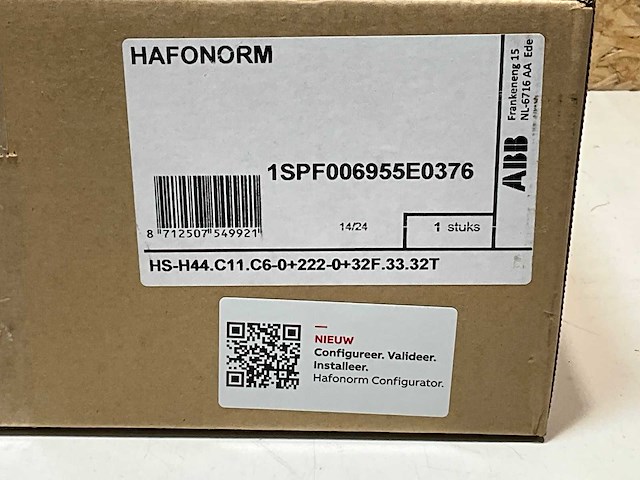 HAFONORM
1SPF006955E0376
8 712507 549921
14/24
1 stuks
HS-H44.C11.C6-0+222-0+32F.33.32T
ABB
Frankeneng 15
NL-6716 AA Ede
NIEUW
Configureer. Valideer.
Installeer.
Hafonorm Configurator.